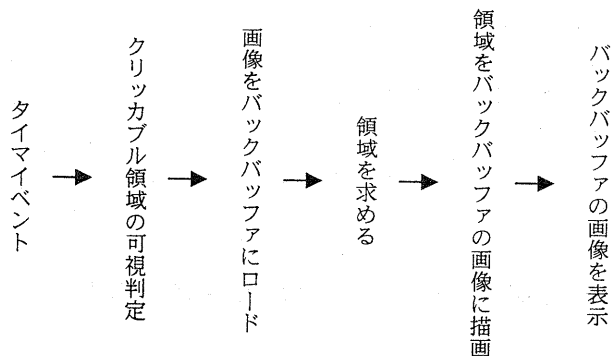 タイマイベント
クリッカブル領域の可視判定
画像をバックバッファにロード
領域を求める
領域をバックバッファの画像に描画
バックバッファの画像を表示